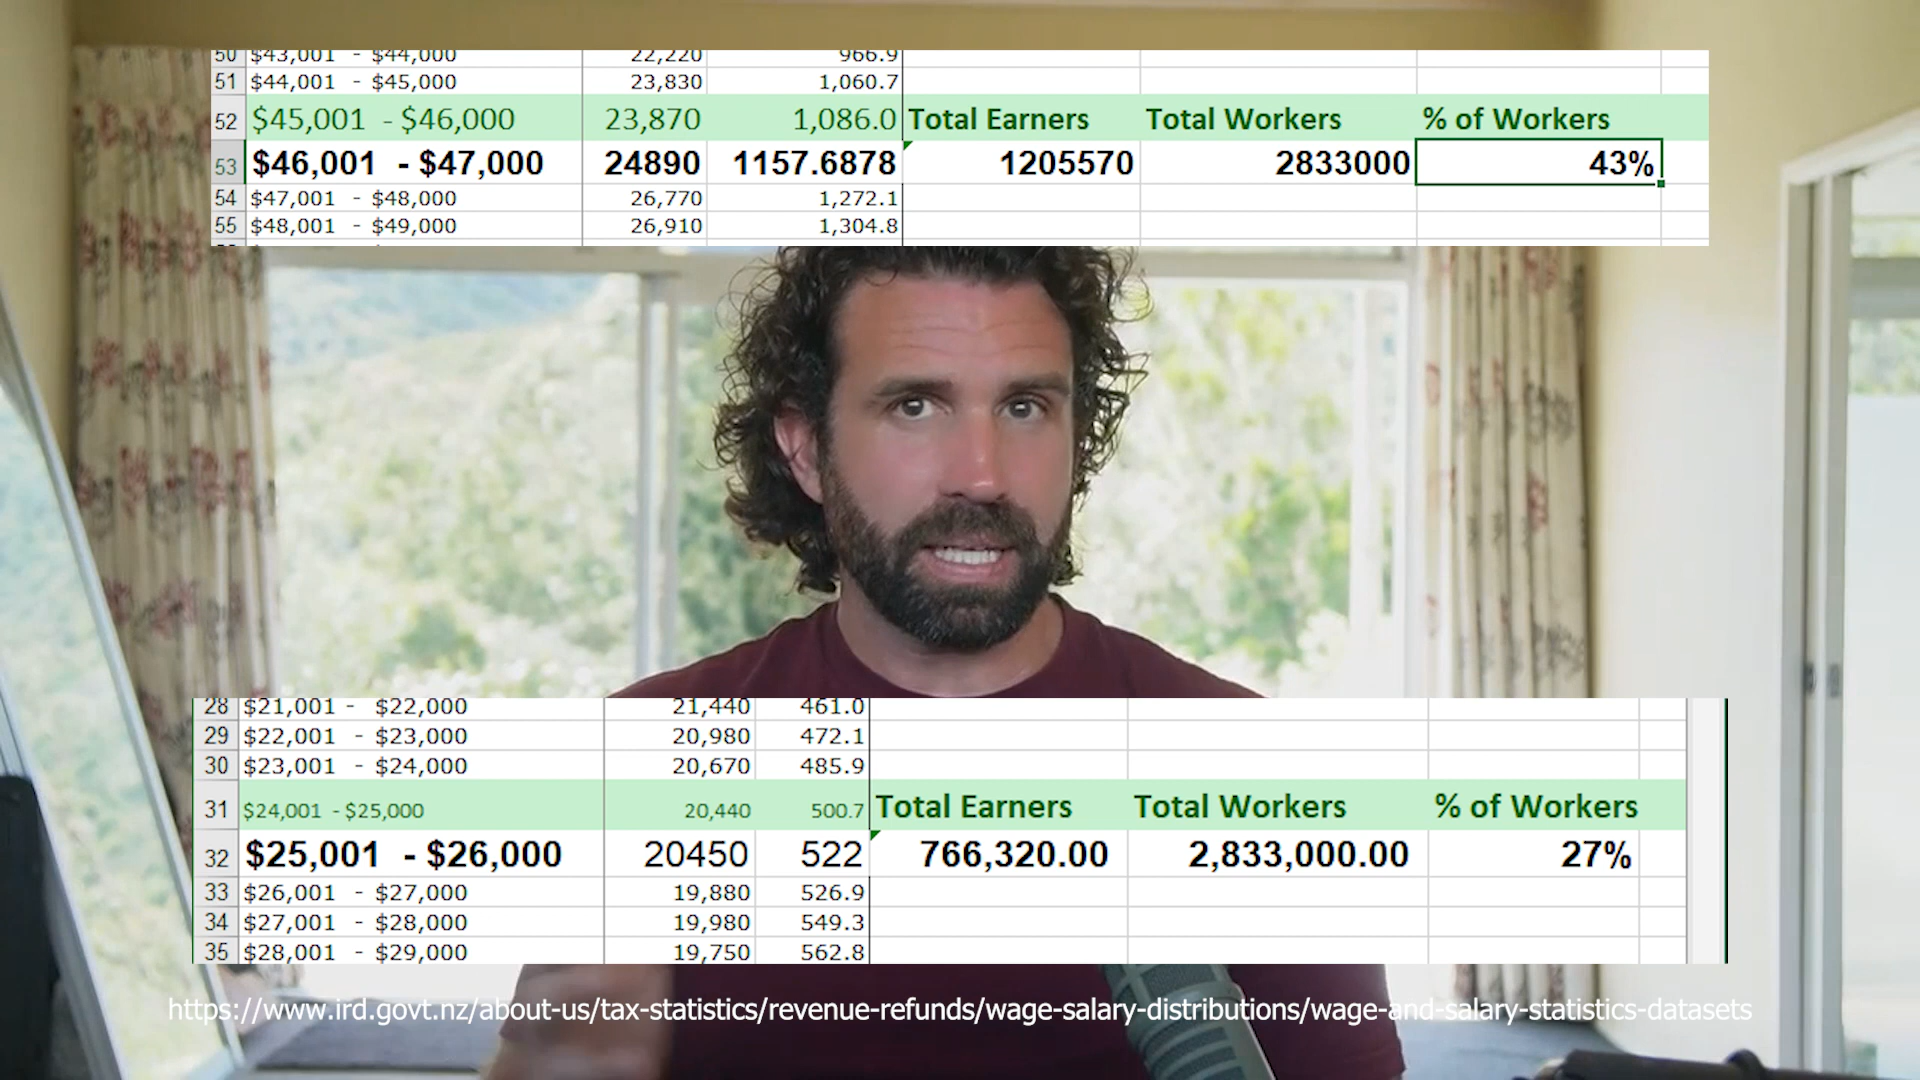 50 $43,001 - $44,000 22,220 966.9
51 $44,001 - $45,000 23,830 1,060.7
52 $45,001 - $46,000 23,870 1,086.0 Total Earners Total Workers % of Workers
53 $46,001 - $47,000 24890 1157.6878 1205570 2833000 43%
54 $47,001 - $48,000 26,770 1,272.1
55 $48,001 - $49,000 26,910 1,304.8
28 $21,001 - $22,000 21,440 461.0
29 $22,001 - $23,000 20,980 472.1
30 $23,001 - $24,000 20,670 485.9
31 $24,001 - $25,000 20,440 500.7 Total Earners Total Workers % of Workers
32 $25,001 - $26,000 20450 522 766,320.00 2,833,000.00 27%
33 $26,001 - $27,000 19,880 526.9
34 $27,001 - $28,000 19,980 549.3
35 $28,001 - $29,000 19,750 562.8
https://www.ird.govt.nz/about-us/tax-statistics/revenue-refunds/wage-salary-distributions/wage-and-salary-statistics-datasets